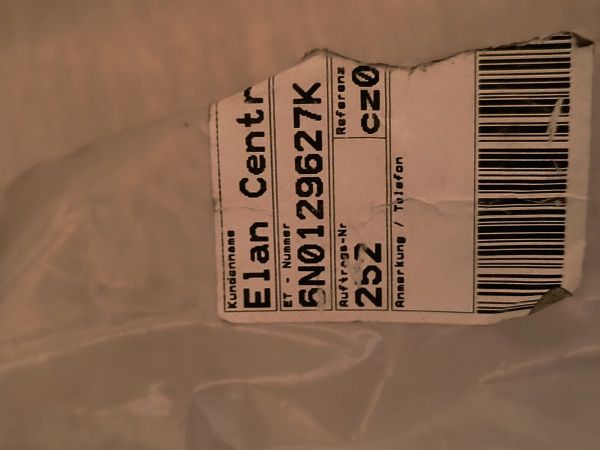 Kundenname
Elan Centr
ET - Nummer
6N0129627K
Auftrags-Nr
252
Referenz
cz0
Anmerkung / Telefon